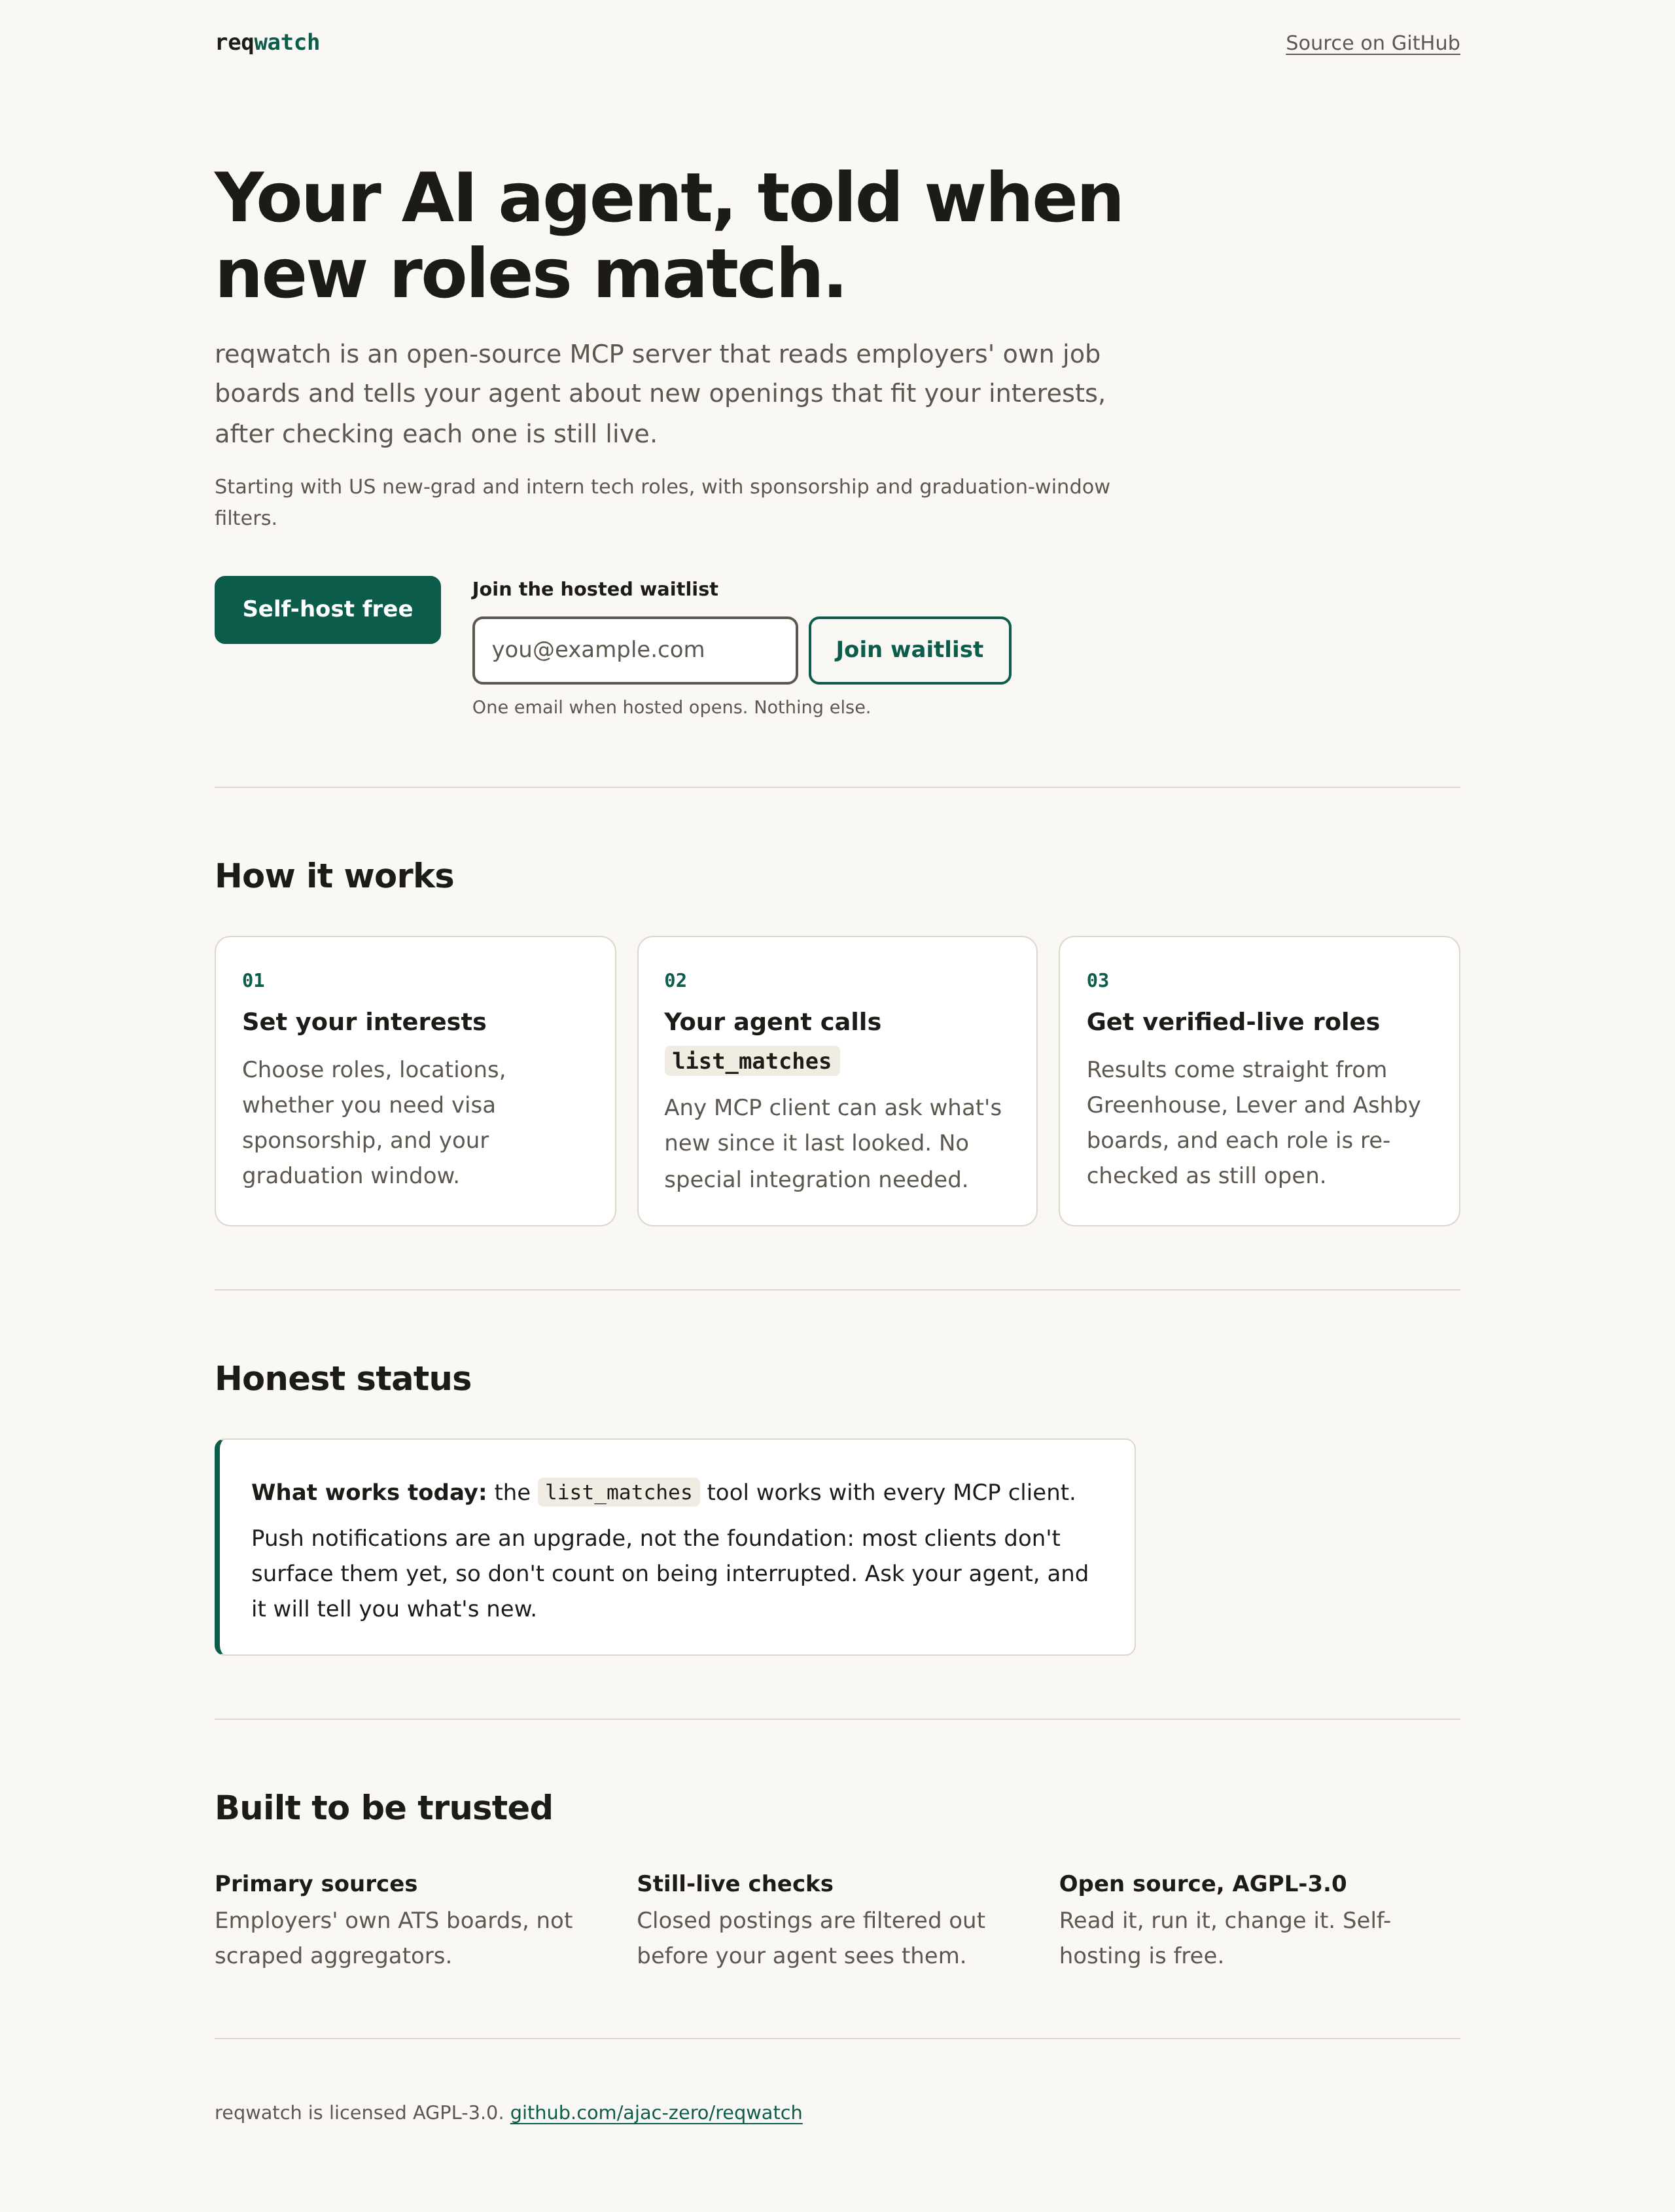 reqwatch
Source on GitHub
Your AI agent, told when
new roles match.
reqwatch is an open-source MCP server that reads employers' own job
boards and tells your agent about new openings that fit your interests,
after checking each one is still live.
Starting with US new-grad and intern tech roles, with sponsorship and graduation-window
filters.
Self-host free
Join the hosted waitlist
you@example.com
Join waitlist
One email when hosted opens. Nothing else.
How it works
01
Set your interests
Choose roles, locations,
whether you need visa
sponsorship, and your
graduation window.
02
Your agent calls
list_matches
Any MCP client can ask what's
new since it last looked. No
special integration needed.
03
Get verified-live roles
Results come straight from
Greenhouse, Lever and Ashby
boards, and each role is re-
checked as still open.
Honest status
What works today: the list_matches tool works with every MCP client.
Push notifications are an upgrade, not the foundation: most clients don't
surface them yet, so don't count on being interrupted. Ask your agent, and
it will tell you what's new.
Built to be trusted
Primary sources
Employers' own ATS boards, not
scraped aggregators.
Still-live checks
Closed postings are filtered out
before your agent sees them.
Open source, AGPL-3.0
Read it, run it, change it. Self-
hosting is free.
reqwatch is licensed AGPL-3.0. github.com/ajac-zero/reqwatch